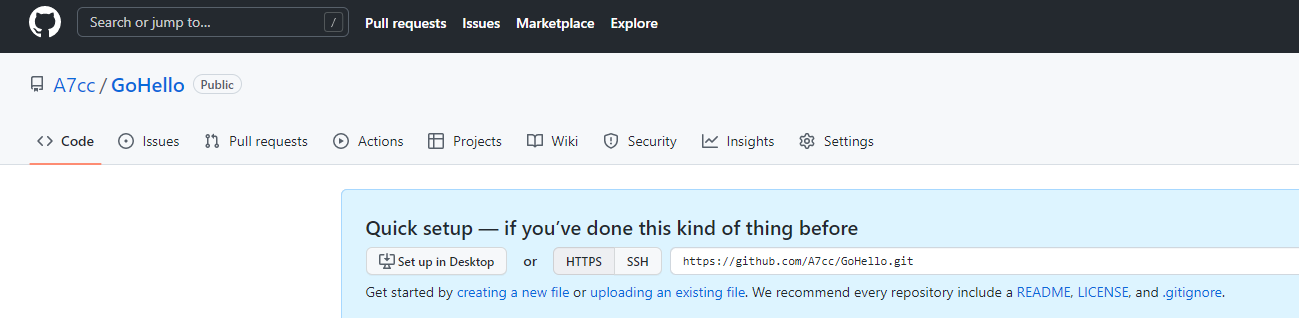 Search or jump to... / Pull requests Issues Marketplace Explore
A7cc / GoHello Public
Code Issues Pull requests Actions Projects Wiki Security Insights Settings
Quick setup — if you’ve done this kind of thing before
Set up in Desktop or HTTPS SSH https://github.com/A7cc/GoHello.git
Get started by creating a new file or uploading an existing file. We recommend every repository include a README, LICENSE, and .gitignore.